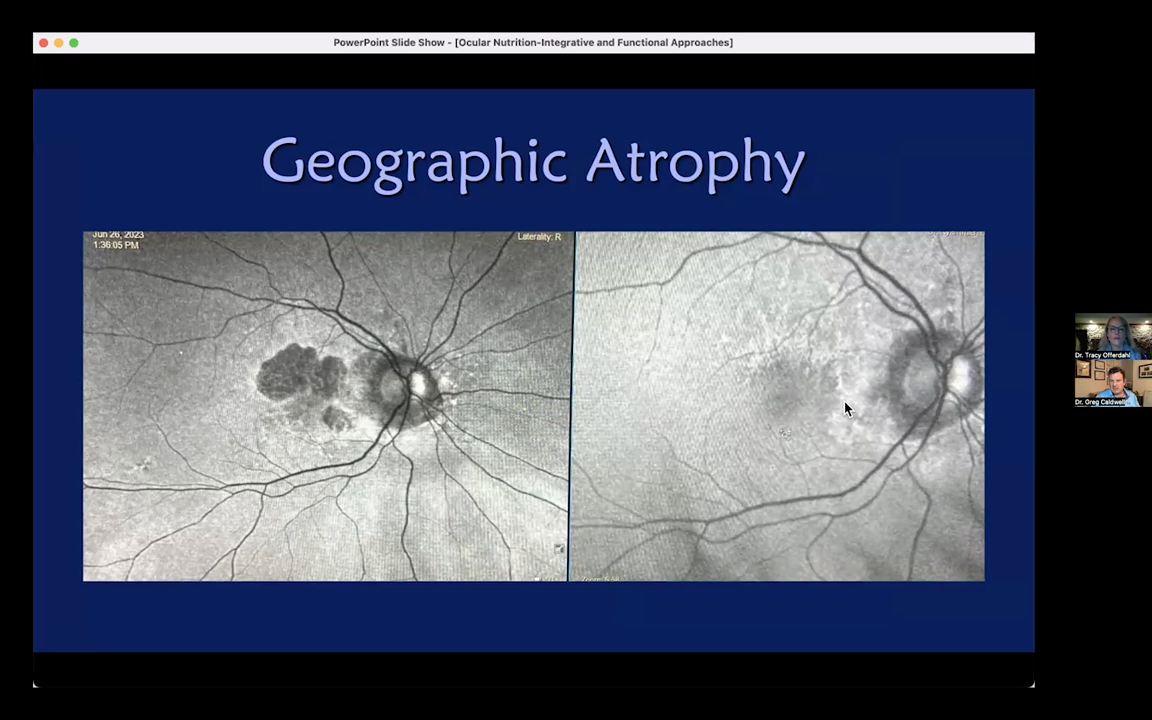 PowerPoint Slide Show - [Ocular Nutrition-Integrative and Functional Approaches]
Geographic Atrophy
Jun 26, 2023
1:36:05 PM
Laterality: R
Dr. Tracy Offerdahl
Dr. Greg Caldwell